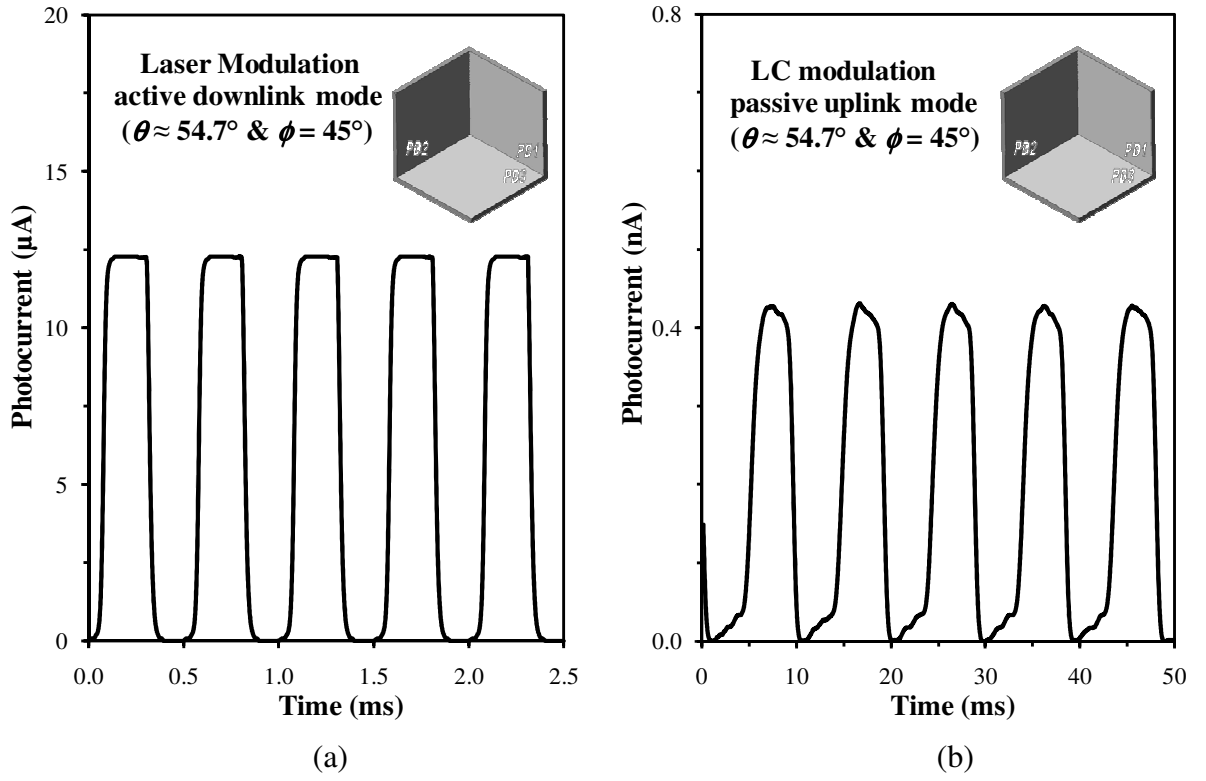 Laser Modulation
active downlink mode
(θ ≈ 54.7° & ϕ = 45°)
PD2
PD1
PD3
Photocurrent (µA)
20
15
10
5
0
0.0 0.5 1.0 1.5 2.0 2.5
Time (ms)
(a)
LC modulation
passive uplink mode
(θ ≈ 54.7° & ϕ = 45°)
PD2
PD1
PD3
Photocurrent (nA)
0.8
0.4
0.0
0 10 20 30 40 50
Time (ms)
(b)